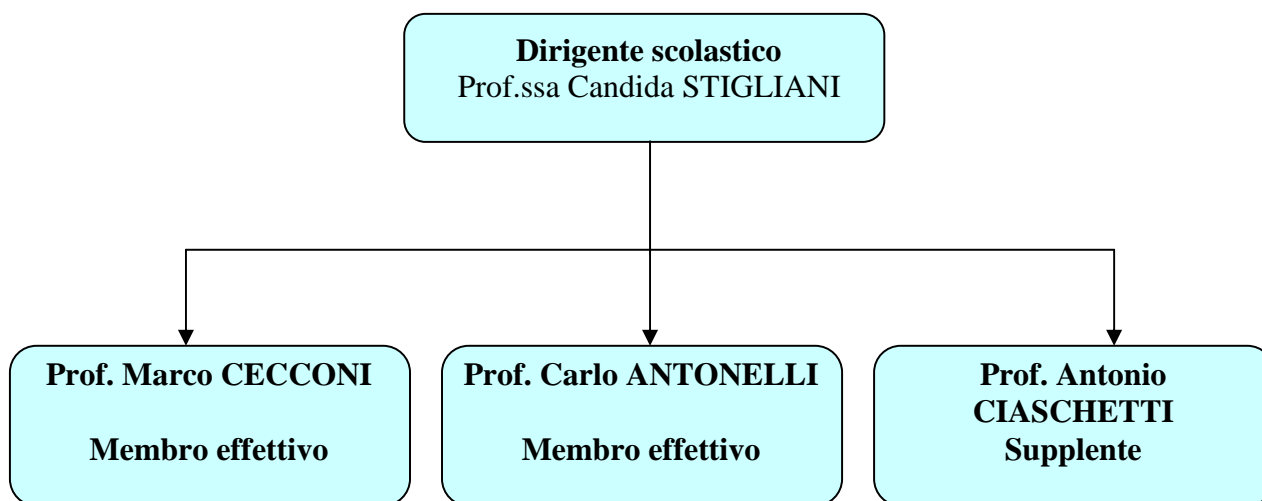 Dirigente scolastico
Prof.ssa Candida STIGLIANI
Prof. Marco CECCONI
Membro effettivo
Prof. Carlo ANTONELLI
Membro effettivo
Prof. Antonio
CIASCHETTI
Supplente